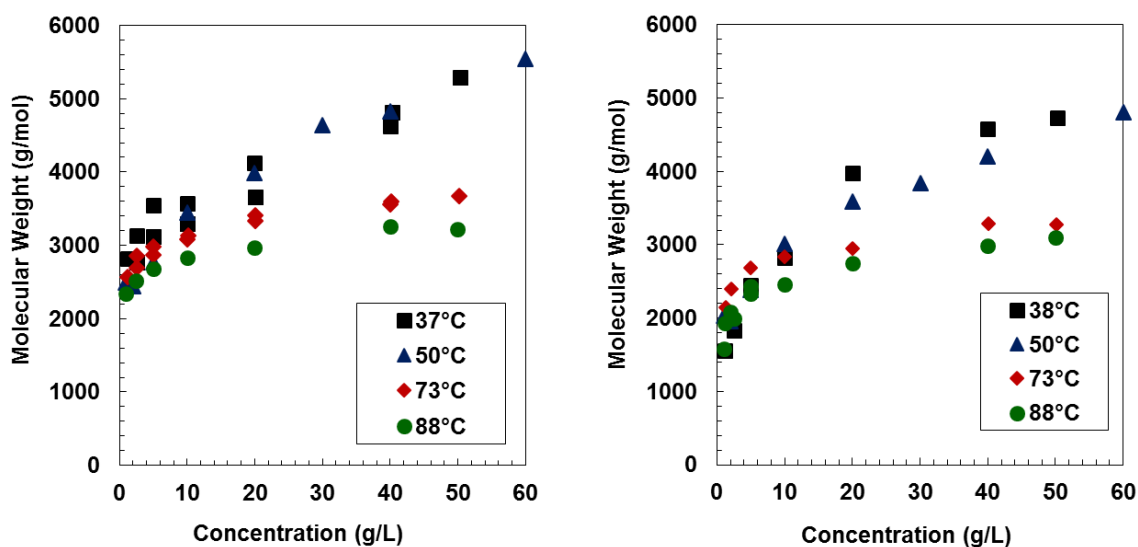 6000
5000
4000
3000
2000
1000
0
Molecular Weight (g/mol)
0 10 20 30 40 50 60
Concentration (g/L)
37°C
50°C
73°C
88°C
6000
5000
4000
3000
2000
1000
0
Molecular Weight (g/mol)
0 10 20 30 40 50 60
Concentration (g/L)
38°C
50°C
73°C
88°C